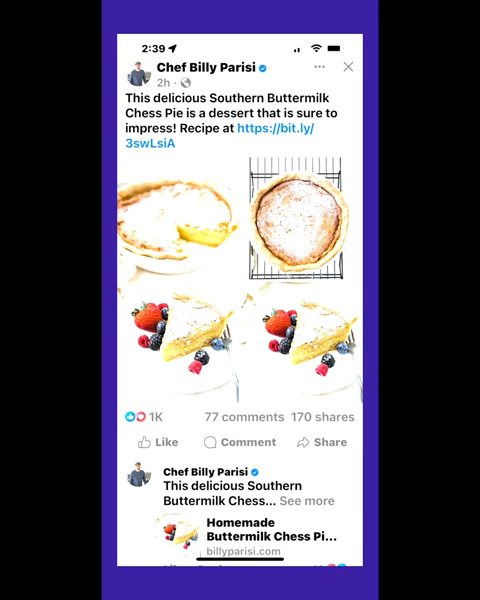 2:39
Chef Billy Parisi
2h ·
This delicious Southern Buttermilk
Chess Pie is a dessert that is sure to
impress! Recipe at https://bit.ly/
3swLsiA
1K 77 comments 170 shares
Like Comment Share
Chef Billy Parisi
This delicious Southern
Buttermilk Chess... See more
Homemade
Buttermilk Chess Pi...
billyparisi.com